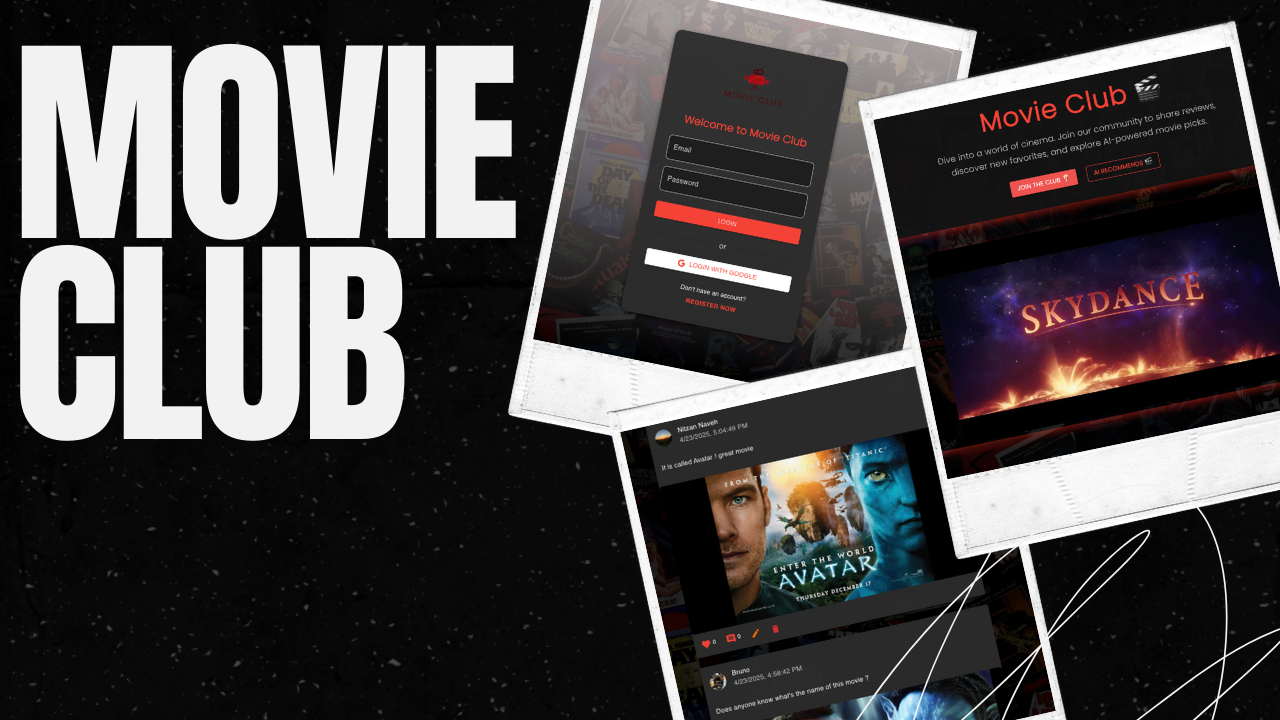 MOVIE
CLUB
MOVIE CLUB
Welcome to Movie Club
Email
Password
LOGIN
or
LOGIN WITH GOOGLE
Don't have an account?
REGISTER NOW
Movie Club
Dive into a world of cinema. Join our community to share reviews,
discover new favorites, and explore AI-powered movie picks.
JOIN THE CLUB
AI RECOMMENDS
SKYDANCE
Nitzan Naveh
4/23/2025, 5:04:49 PM
It is called Avatar ! great movie
OF 'TITANIC'
ENTER THE WORLD
AVATAR
THURSDAY DECEMBER 17
0
0
Bruno
4/23/2025, 4:58:42 PM
Does anyone know what's the name of this movie ?